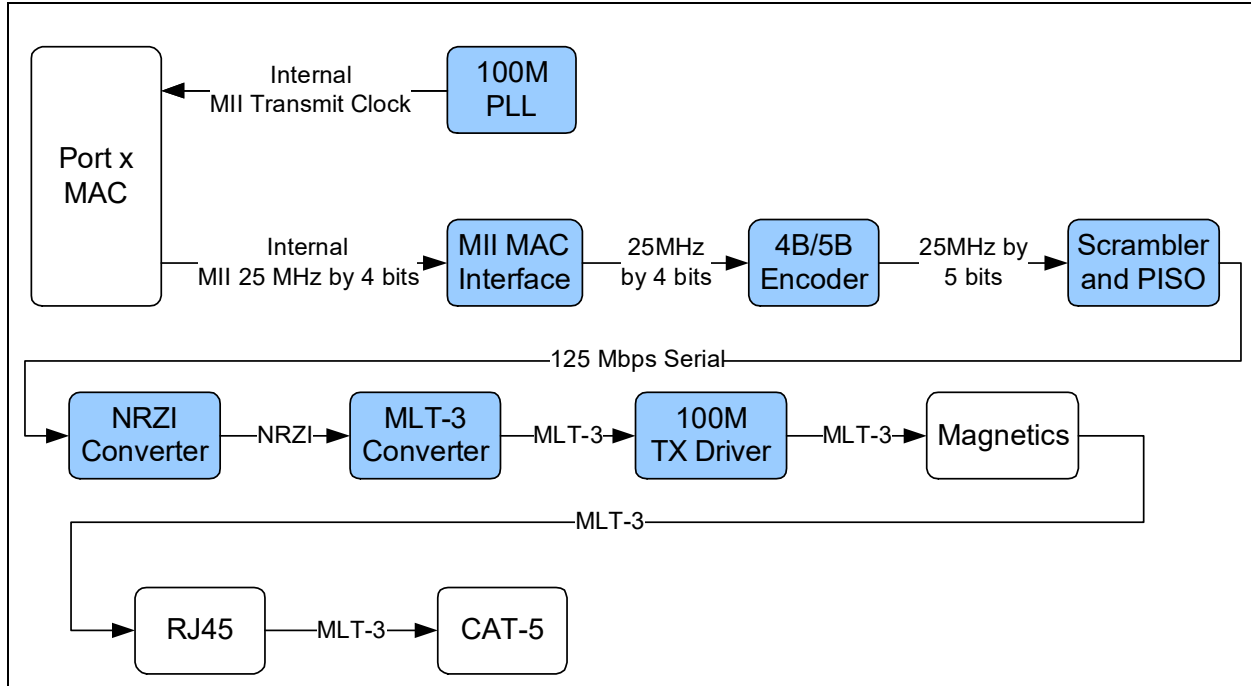 Internal
MII Transmit Clock
100M
PLL
Port x
MAC
Internal
MII 25 MHz by 4 bits
MII MAC
Interface
25MHz
by 4 bits
4B/5B
Encoder
25MHz by
5 bits
Scrambler
and PISO
125 Mbps Serial
NRZI
Converter
NRZI
MLT-3
Converter
MLT-3
100M
TX Driver
MLT-3
Magnetics
MLT-3
RJ45
MLT-3
CAT-5